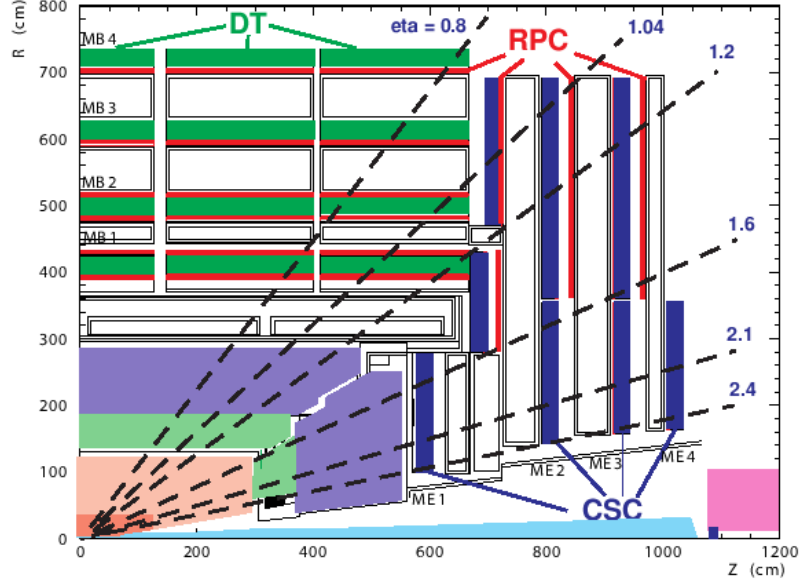 R (cm)
800
700
600
500
400
300
200
100
0
MB 4
MB 3
MB 2
MB 1
DT
eta = 0.8
RPC
1.04
1.2
1.6
2.1
2.4
ME 1
ME 2
ME 3
ME 4
CSC
0
200
400
600
800
1000
1200
Z (cm)